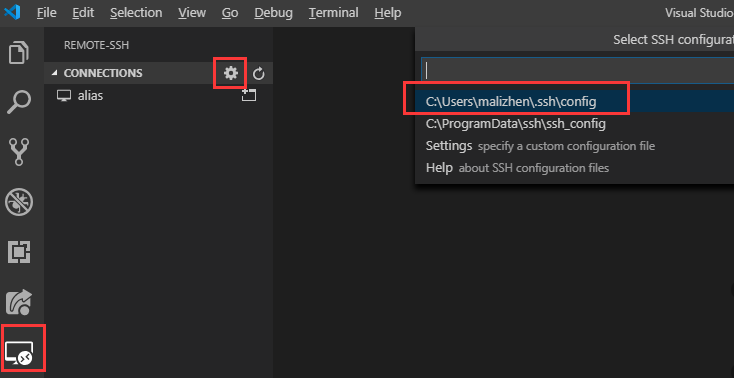 File Edit Selection View Go Debug Terminal Help Visual Studio
REMOTE-SSH
Select SSH configurat
CONNECTIONS
alias
C:\Users\malizhen\.ssh\config
C:\ProgramData\ssh\ssh_config
Settings specify a custom configuration file
Help about SSH configuration files